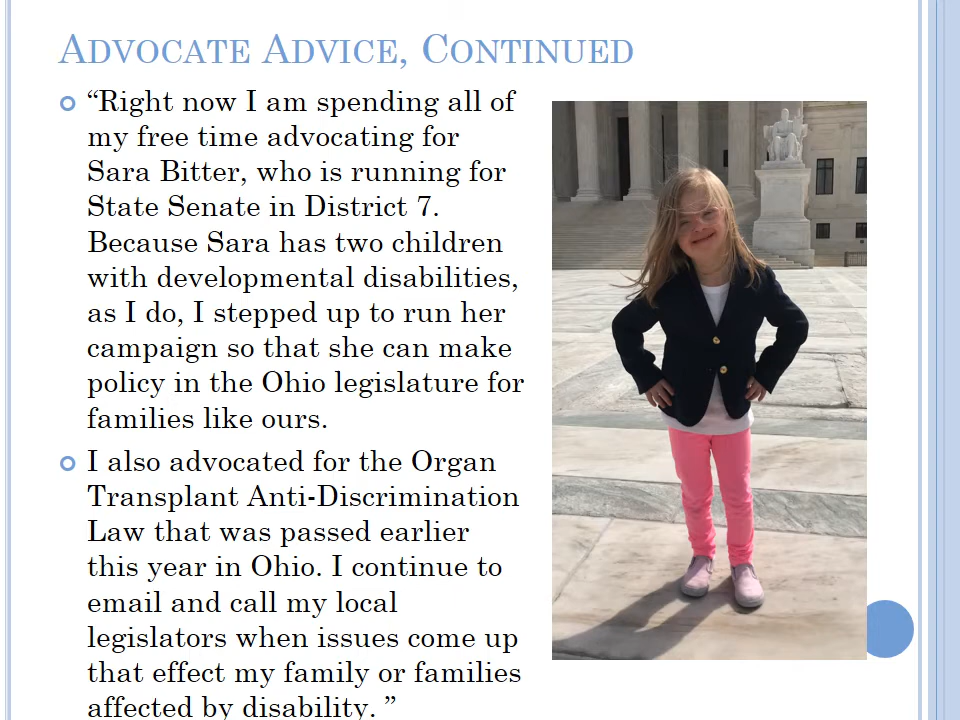 ADVOCATE ADVICE, CONTINUED
“Right now I am spending all of
my free time advocating for
Sara Bitter, who is running for
State Senate in District 7.
Because Sara has two children
with developmental disabilities,
as I do, I stepped up to run her
campaign so that she can make
policy in the Ohio legislature for
families like ours.
I also advocated for the Organ
Transplant Anti-Discrimination
Law that was passed earlier
this year in Ohio. I continue to
email and call my local
legislators when issues come up
that effect my family or families
affected by disability. ”